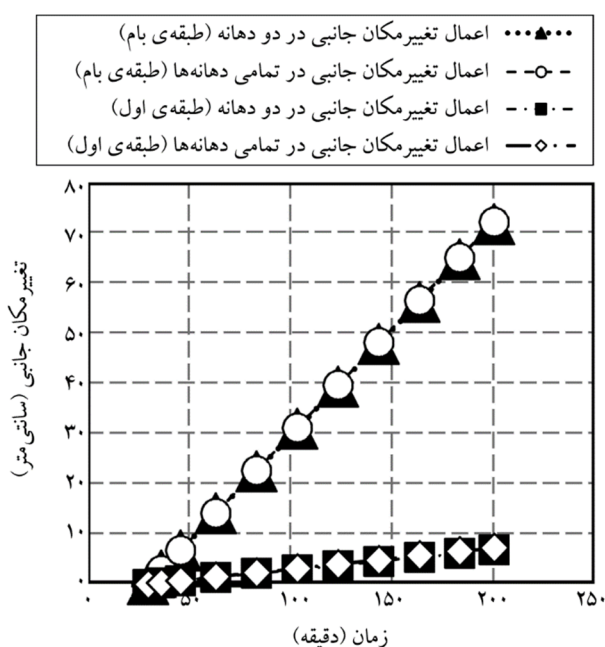 اعمال تغییرمکان جانبی در دو دهانه (طبقه‌ی بام)
اعمال تغییرمکان جانبی در تمامی دهانه‌ها (طبقه‌ی بام)
اعمال تغییرمکان جانبی در دو دهانه (طبقه‌ی اول)
اعمال تغییرمکان جانبی در تمامی دهانه‌ها (طبقه‌ی اول)
تغییرمکان جانبی (سانتی متر)
۸۰
۷۰
۶۰
۵۰
۴۰
۳۰
۲۰
۱۰
۰
۰ ۵۰ ۱۰۰ ۱۵۰ ۲۰۰ ۲۵۰
زمان (دقیقه)